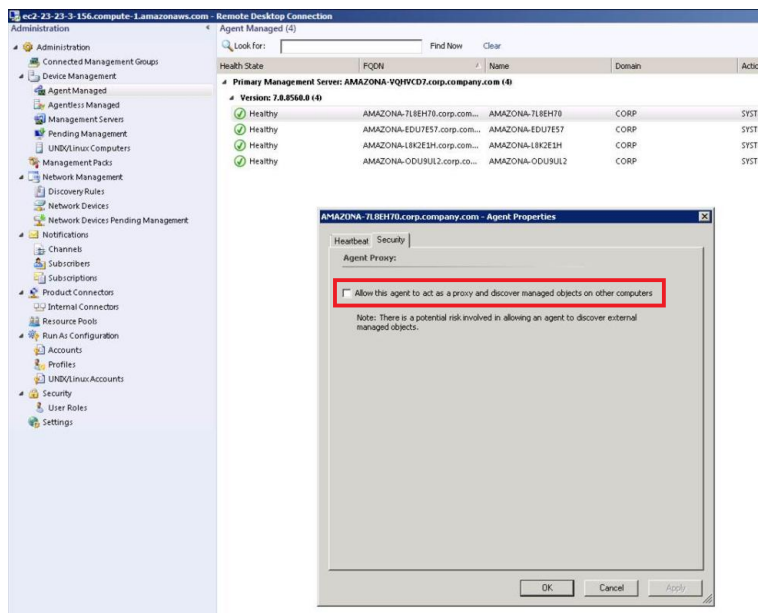 ec2-23-23-3-156.compute-1.amazonaws.com - Remote Desktop Connection
Administration
Administration
Connected Management Groups
Device Management
Agent Managed
Agentless Managed
Management Servers
Pending Management
UNIX/Linux Computers
Management Packs
Network Management
Discovery Rules
Network Devices
Network Devices Pending Management
Notifications
Channels
Subscribers
Subscriptions
Product Connectors
Internal Connectors
Resource Pools
Run As Configuration
Accounts
Profiles
UNIX/Linux Accounts
Security
User Roles
Settings
Agent Managed (4)
Look for: Find Now Clear
Health State FQDN Name Domain Actio
Primary Management Server: AMAZONA-VQHVCD7.corp.company.com (4)
Version: 7.0.8560.0 (4)
Healthy AMAZONA-7L8EH70.corp.com... AMAZONA-7L8EH70 CORP SYST
Healthy AMAZONA-EDU7E57.corp.com... AMAZONA-EDU7E57 CORP SYST
Healthy AMAZONA-L8K2E1H.corp.com... AMAZONA-L8K2E1H CORP SYST
Healthy AMAZONA-ODU9UL2.corp.co... AMAZONA-ODU9UL2 CORP SYST
AMAZONA-7L8EH70.corp.company.com - Agent Properties
Heartbeat Security
Agent Proxy:
Allow this agent to act as a proxy and discover managed objects on other computers
Note: There is a potential risk involved in allowing an agent to discover external
managed objects.
OK Cancel Apply